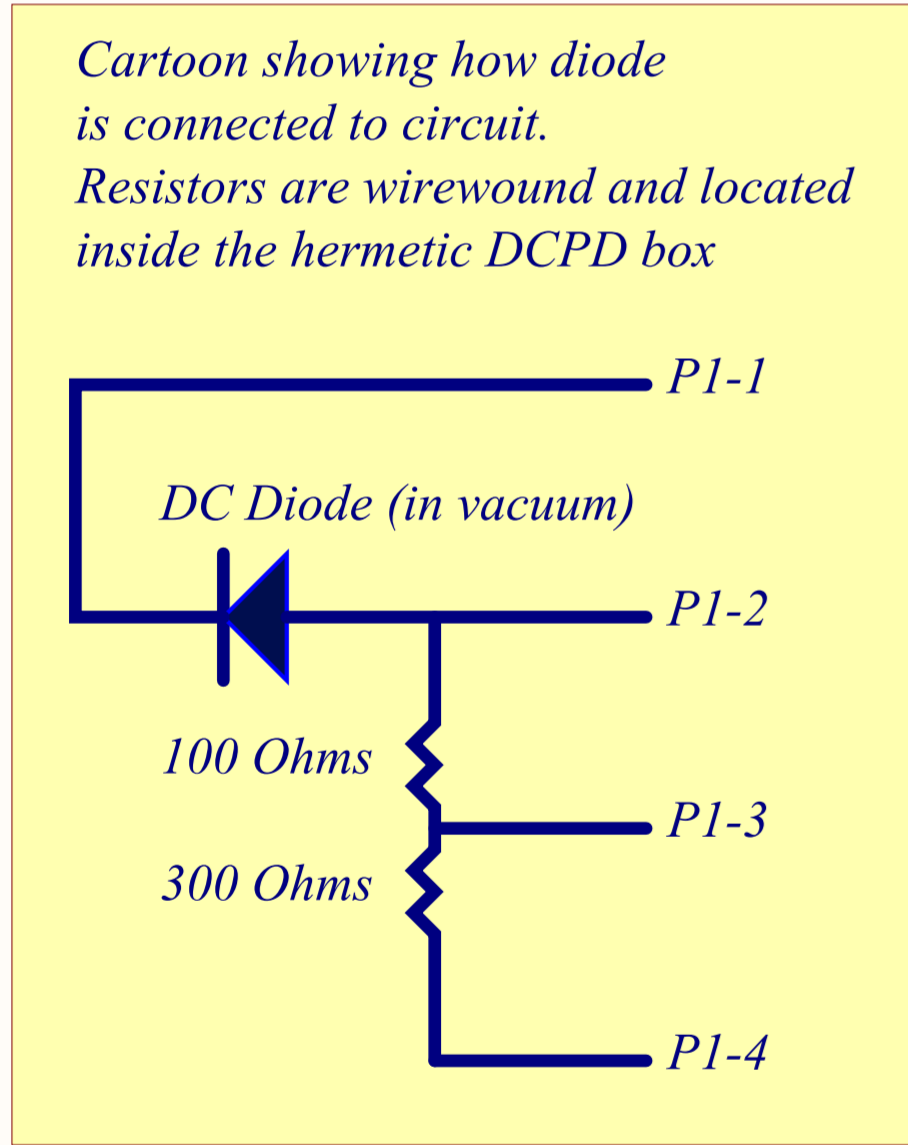 Cartoon showing how diode
is connected to circuit.
Resistors are wirewound and located
inside the hermetic DCPD box
P1-1
DC Diode (in vacuum)
P1-2
100 Ohms
P1-3
300 Ohms
P1-4